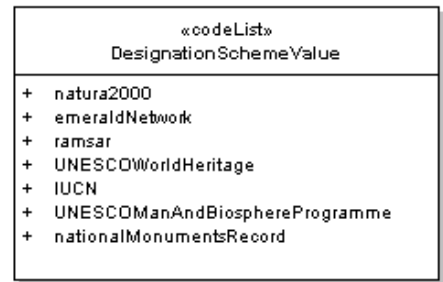 «codeList»
DesignationSchemeValue
+ natura2000
+ emeraldNetwork
+ ramsar
+ UNESCOWorldHeritage
+ IUCN
+ UNESCOManAndBiosphereProgramme
+ nationalMonumentsRecord